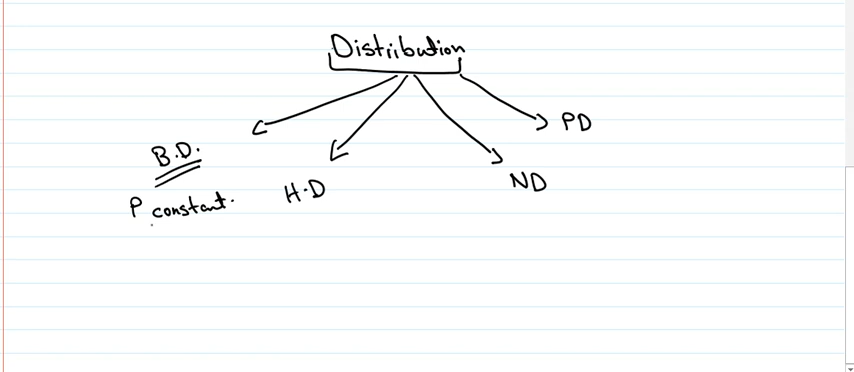 Distribution
PD
B.D.
H.D
ND
P constant.